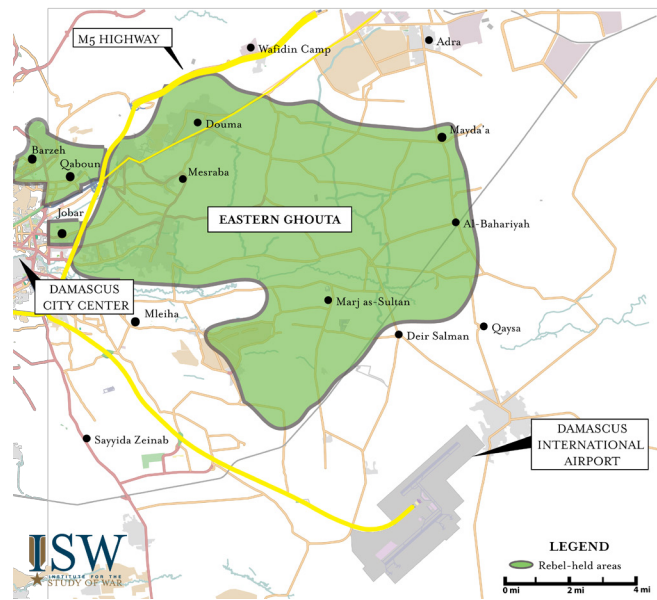 M5 HIGHWAY
Wafidin Camp
Adra
Douma
Mayda'a
Barzeh
Qaboun
Mesraba
Jobar
EASTERN GHOUTA
Al-Bahariyah
DAMASCUS
CITY CENTER
Marj as-Sultan
Mleiha
Deir Salman
Qaysa
Sayyida Zeinab
DAMASCUS
INTERNATIONAL
AIRPORT
ISW
INSTITUTE FOR THE
STUDY OF WAR
LEGEND
Rebel-held areas
0 mi 2 mi 4 mi